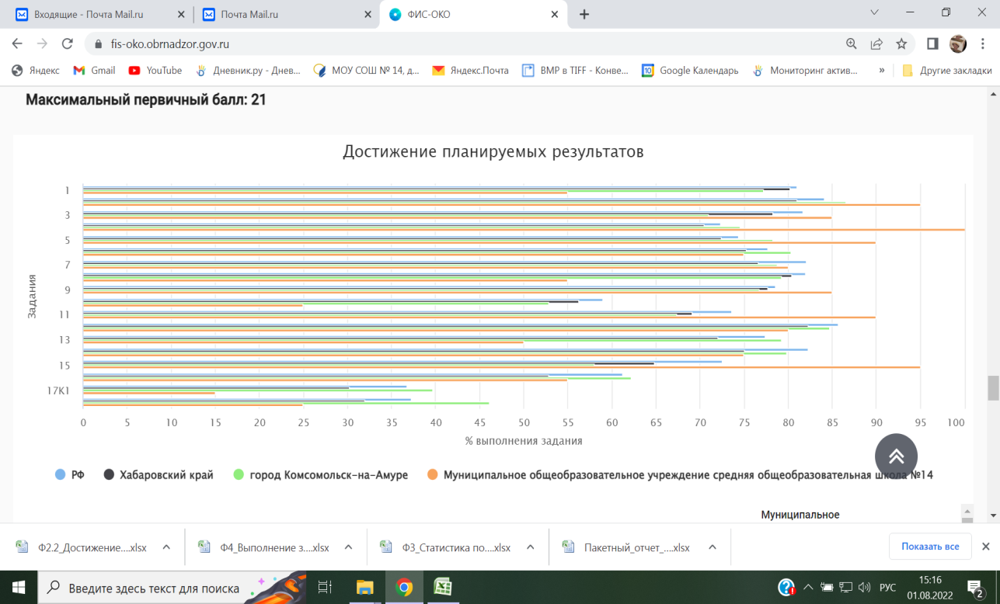 Входящие - Почта Mail.ru
Почта Mail.ru
ФИС-ОКО
fis-oko.obrnadzor.gov.ru
Яндекс
Gmail
YouTube
Дневник.ру - Днев...
МОУ СОШ № 14, д...
Яндекс.Почта
BMP в TIFF - Конве...
10
Google Календарь
Мониторинг актив...
»
Другие закладки
Максимальный первичный балл: 21
Достижение планируемых результатов
Задания
1
3
5
7
9
11
13
15
17К1
0 5 10 15 20 25 30 35 40 45 50 55 60 65 70 75 80 85 90 95 100
% выполнения задания
РФ
Хабаровский край
город Комсомольск-на-Амуре
Муниципальное общеобразовательное учреждение средняя общеобразовательная школа №14
Муниципальное
Ф2.2_Достижение....xlsx
Ф4_Выполнение з....xlsx
Ф3_Статистика по....xlsx
Пакетный_отчет_....xlsx
Показать все
Введите здесь текст для поиска
РУС
15:16
01.08.2022
2